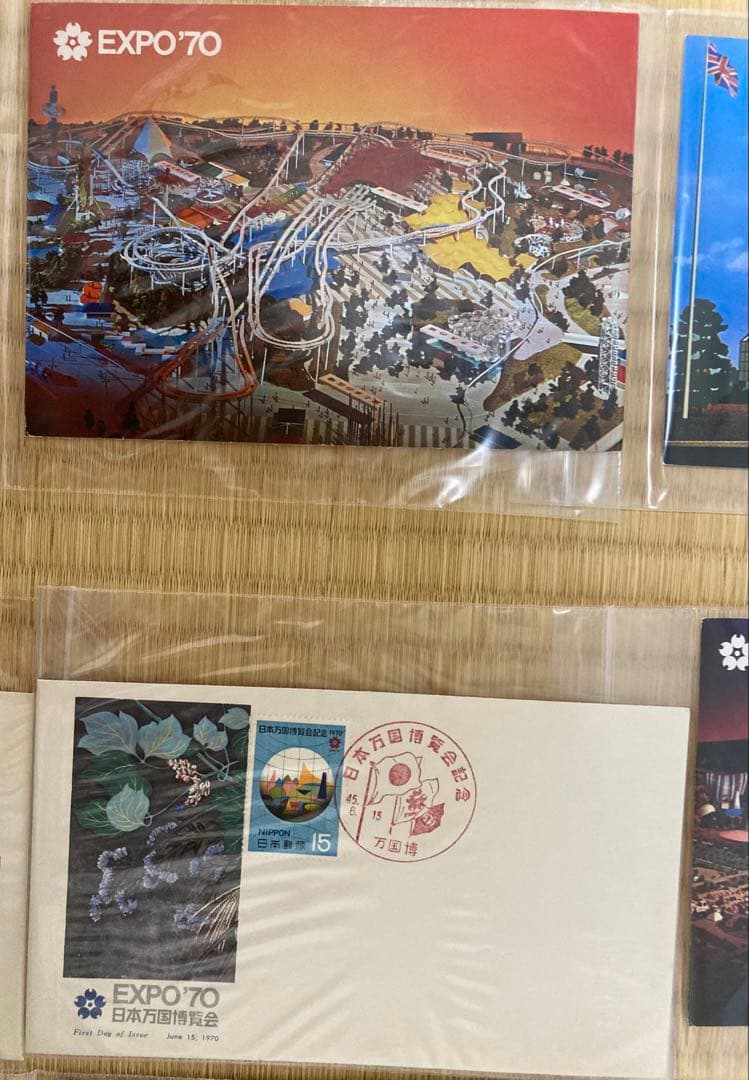 EXPO'70
日本万国博覧会記念 1970
NIPPON
日本郵便 15
日本万国博覧会記念
45.
6.
15
万国博
EXPO'70
日本万国博覧会
First Day of Issue June 15, 1970